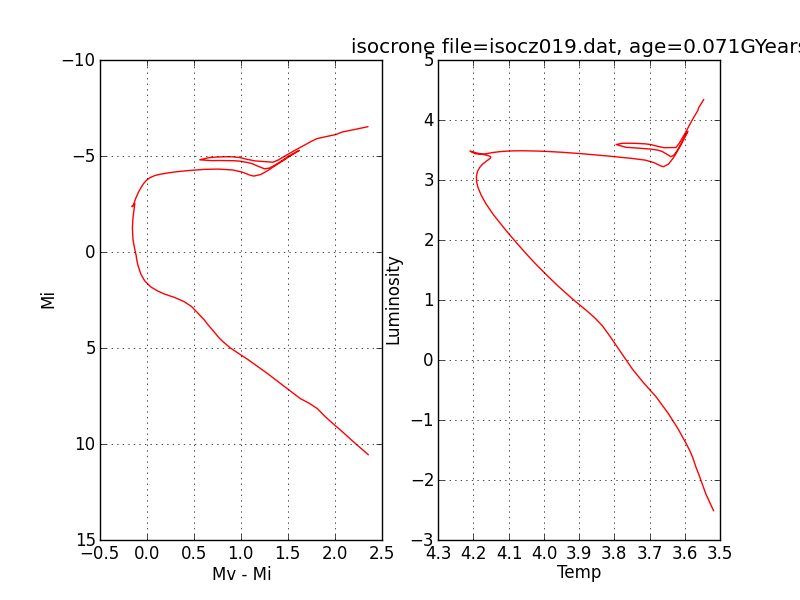 isocrone file=isocz019.dat, age=0.071GYears
−10
−5
0
5
10
15
Mi
−0.5 0.0 0.5 1.0 1.5 2.0 2.5
Mv - Mi
5
4
3
2
1
0
−1
−2
−3
Luminosity
4.3 4.2 4.1 4.0 3.9 3.8 3.7 3.6 3.5
Temp